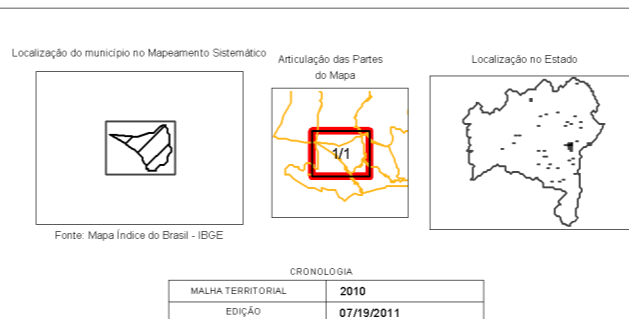 Localização do município no Mapeamento Sistemático
Articulação das Partes
do Mapa
Localização no Estado
1/1
Fonte: Mapa Índice do Brasil - IBGE
CRONOLOGIA
MALHA TERRITORIAL 2010
EDIÇÃO 07/19/2011